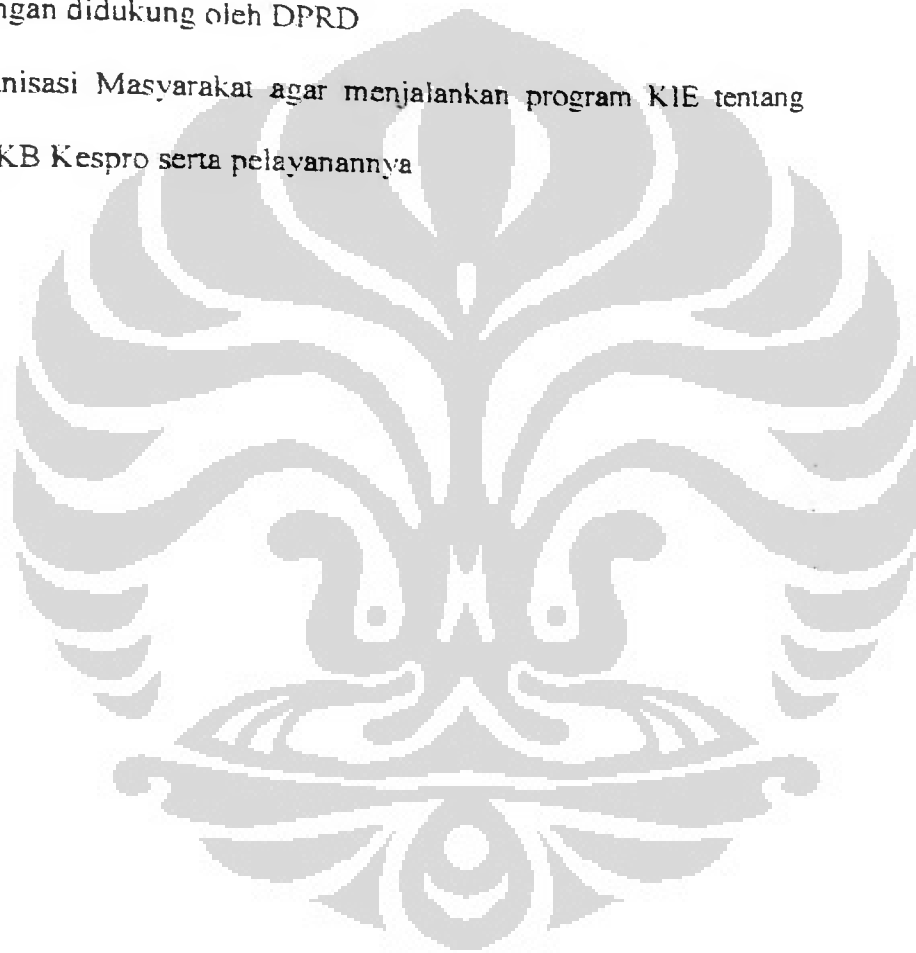 ngan didukung oleh DPRD
nisasi Masyarakat agar menjalankan program KIE tentang
KB Kespro serta pelayanannya